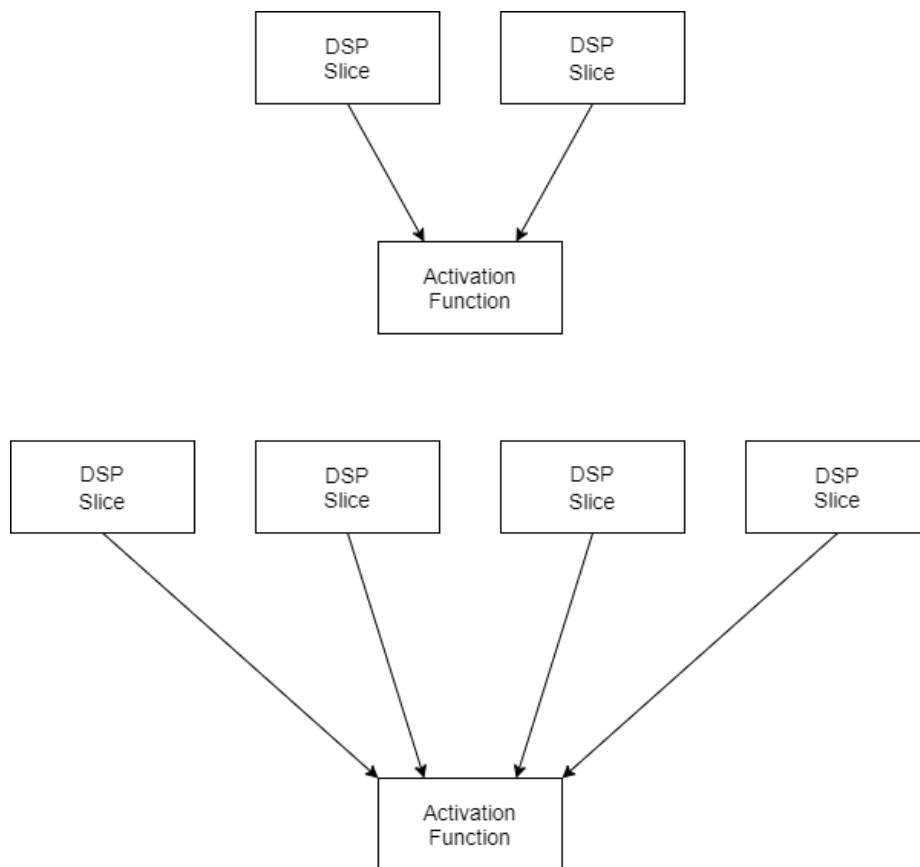 DSP
Slice
DSP
Slice
Activation
Function
DSP
Slice
DSP
Slice
DSP
Slice
DSP
Slice
Activation
Function